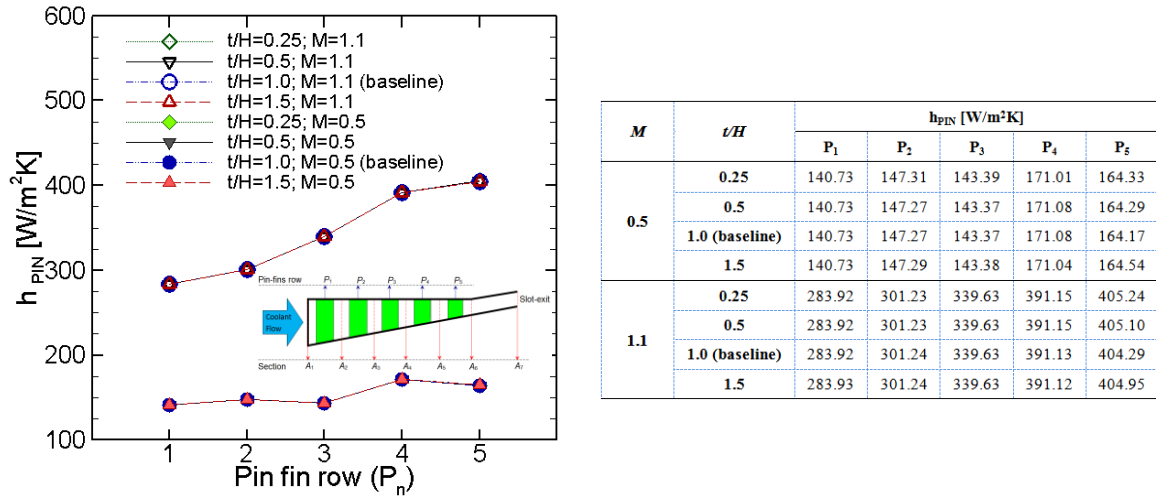 600
500
400
300
200
100
h PIN [W/m²K]
t/H=0.25; M=1.1
t/H=0.5; M=1.1
t/H=1.0; M=1.1 (baseline)
t/H=1.5; M=1.1
t/H=0.25; M=0.5
t/H=0.5; M=0.5
t/H=1.0; M=0.5 (baseline)
t/H=1.5; M=0.5
Pin-fins row P₁ P₂ P₃ P₄ P₅
Slot-exit
Coolant
Flow
Section A₁ A₂ A₃ A₄ A₅ A₆ A₇
1 2 3 4 5
Pin fin row (Pₙ)
M t/H hPIN [W/m²K]
P₁ P₂ P₃ P₄ P₅
0.5
0.25 140.73 147.31 143.39 171.01 164.33
0.5 140.73 147.27 143.37 171.08 164.29
1.0 (baseline) 140.73 147.27 143.37 171.08 164.17
1.5 140.73 147.29 143.38 171.04 164.54
1.1
0.25 283.92 301.23 339.63 391.15 405.24
0.5 283.92 301.23 339.63 391.15 405.10
1.0 (baseline) 283.92 301.24 339.63 391.13 404.29
1.5 283.93 301.24 339.63 391.12 404.95